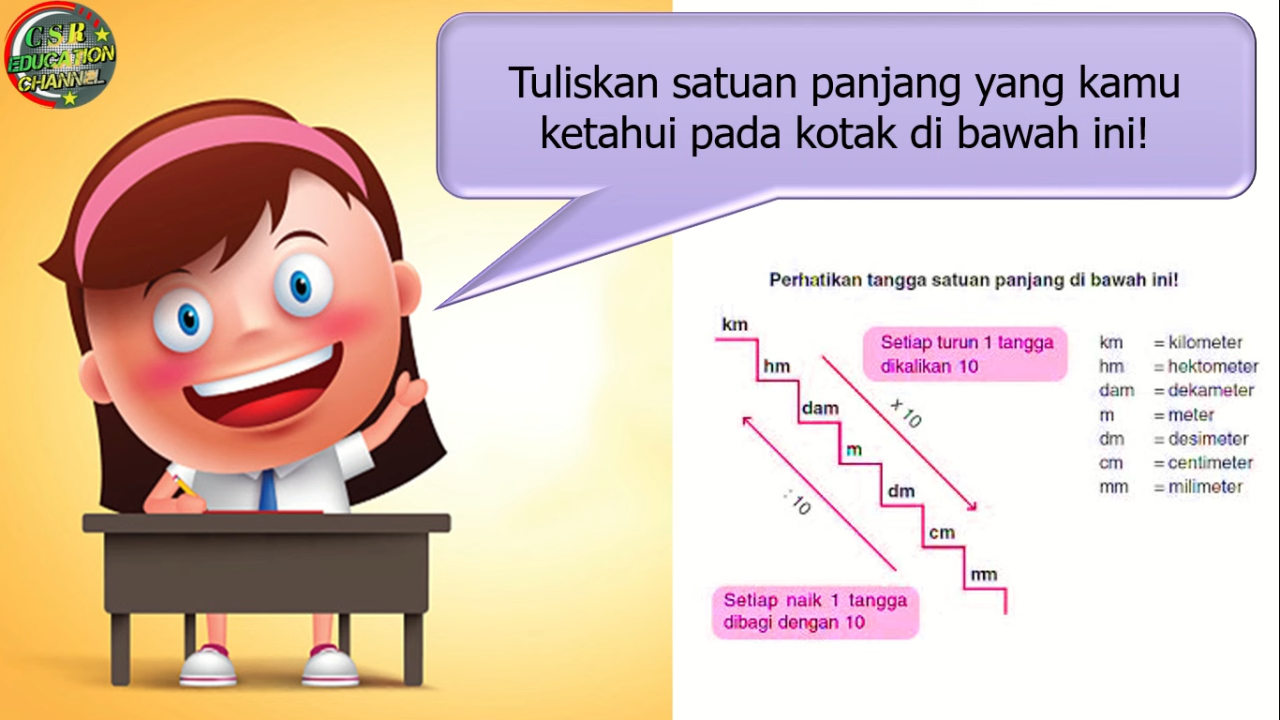 CSR
EDUCATION
CHANNEL
Tuliskan satuan panjang yang kamu
ketahui pada kotak di bawah ini!
Perhatikan tangga satuan panjang di bawah ini!
km
hm
dam
m
dm
cm
mm
Setiap turun 1 tangga
dikalikan 10
x 10
: 10
Setiap naik 1 tangga
dibagi dengan 10
km = kilometer
hm = hektometer
dam = dekameter
m = meter
dm = desimeter
cm = centimeter
mm = milimeter